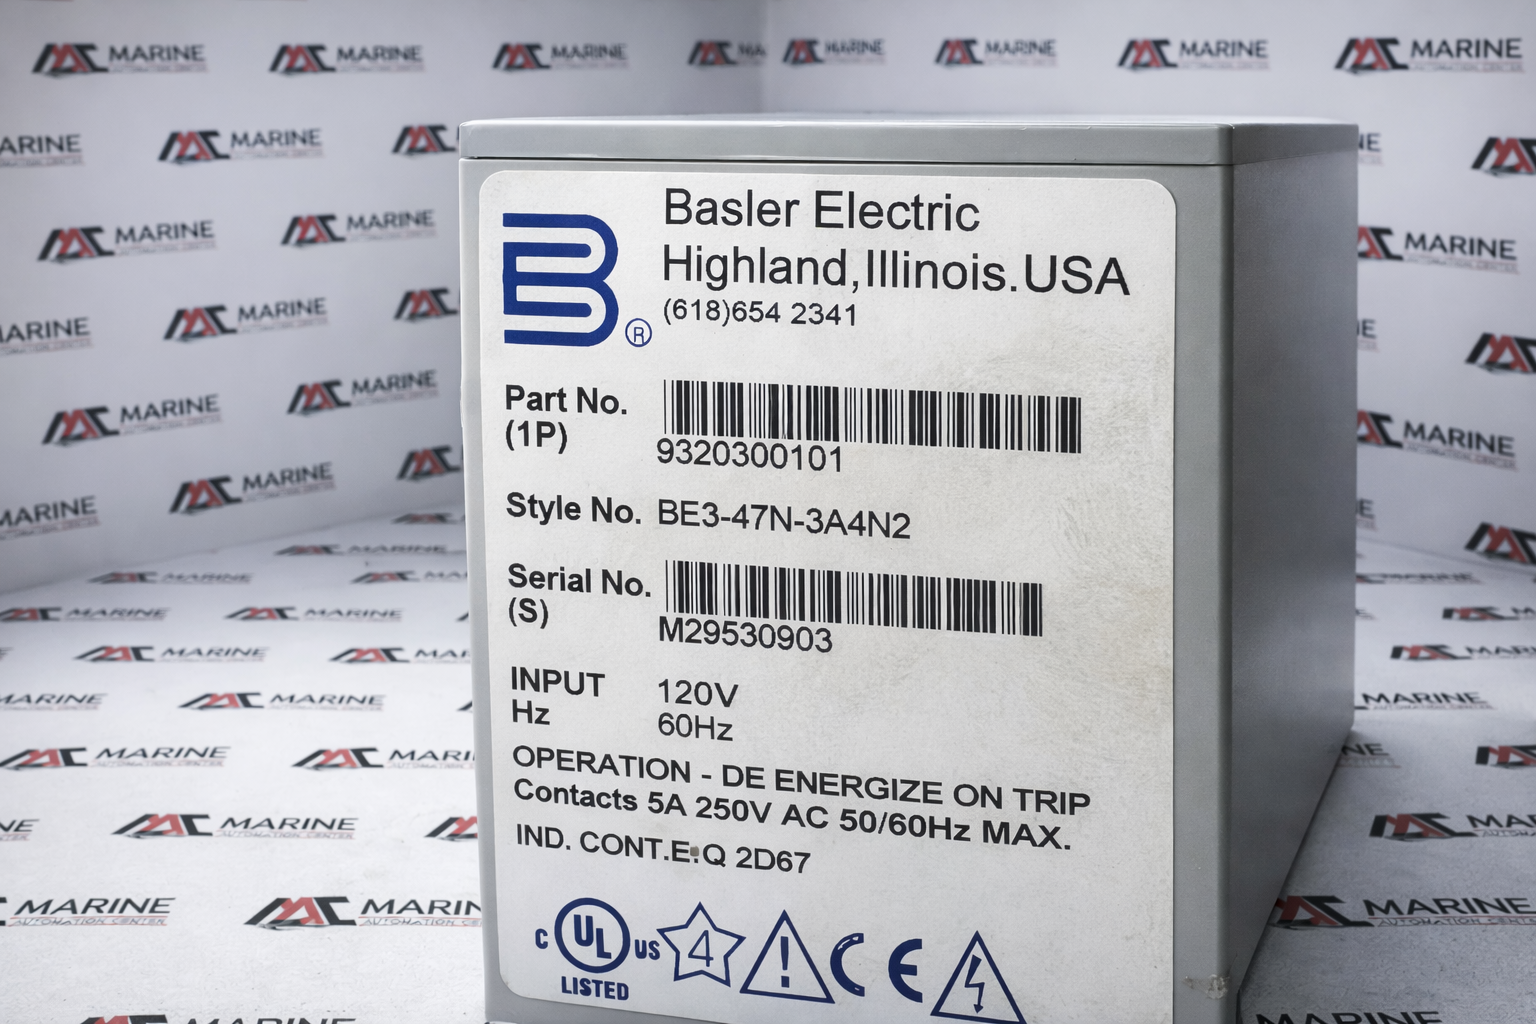 Basler Electric
Highland,Illinois.USA
(618)654 2341
®
Part No.
(1P)
9320300101
Style No. BE3-47N-3A4N2
Serial No.
(S)
M29530903
INPUT 120V
Hz 60Hz
OPERATION - DE ENERGIZE ON TRIP
Contacts 5A 250V AC 50/60Hz MAX.
IND. CONT.E.Q 2D67
C UL US
LISTED
4
!
CE
MARINE
AUTOMATION CENTER